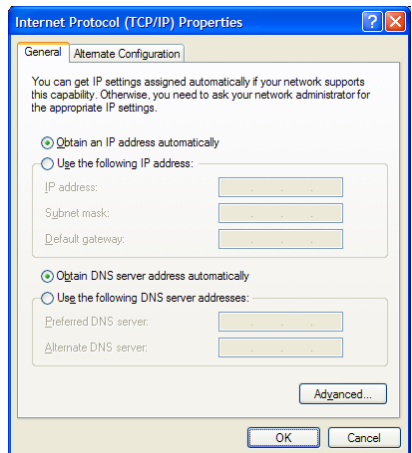 Internet Protocol (TCP/IP) Properties
General
Alternate Configuration
You can get IP settings assigned automatically if your network supports
this capability. Otherwise, you need to ask your network administrator for
the appropriate IP settings.
Obtain an IP address automatically
Use the following IP address:
IP address:
Subnet mask:
Default gateway:
Obtain DNS server address automatically
Use the following DNS server addresses:
Preferred DNS server:
Alternate DNS server:
Advanced...
OK
Cancel